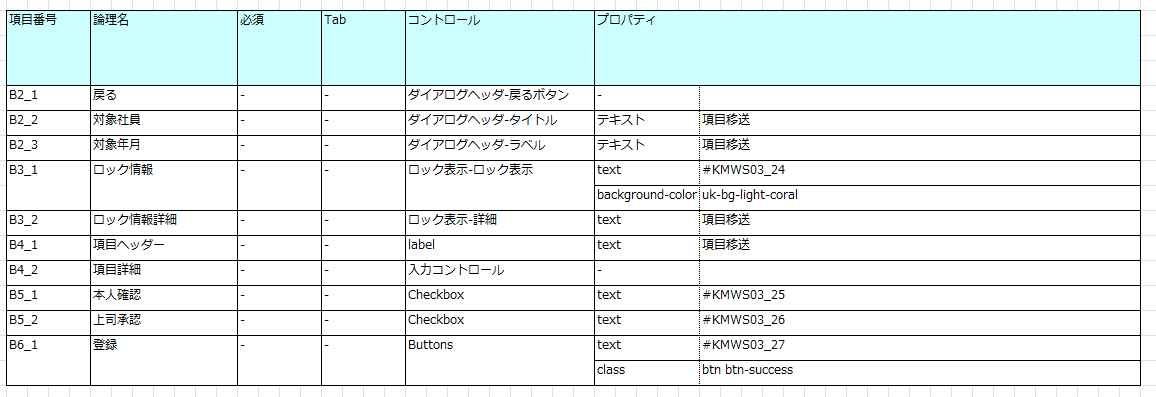 項目番号 論理名 必須 Tab コントロール プロパティ
B2_1 戻る - - ダイアログヘッダ-戻るボタン -
B2_2 対象社員 - - ダイアログヘッダ-タイトル テキスト 項目移送
B2_3 対象年月 - - ダイアログヘッダ-ラベル テキスト 項目移送
B3_1 ロック情報 - - ロック表示-ロック表示 text #KMWS03_24
background-color uk-bg-light-coral
B3_2 ロック情報詳細 - - ロック表示-詳細 text 項目移送
B4_1 項目ヘッダー - - label text 項目移送
B4_2 項目詳細 - - 入力コントロール -
B5_1 本人確認 - - Checkbox text #KMWS03_25
B5_2 上司承認 - - Checkbox text #KMWS03_26
B6_1 登録 - - Buttons text #KMWS03_27
class btn btn-success